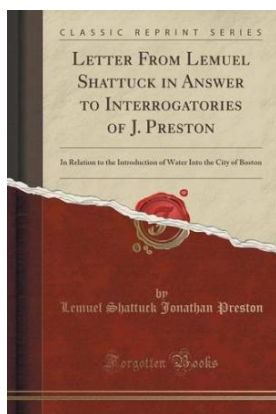 CLASSIC REPRINT SERIES
LETTER FROM LEMUEL
SHATTUCK IN ANSWER
TO INTERROGATORIES
OF J. PRESTON
In Relation to the Introduction of Water Into the City of Boston
by
Lemuel Shattuck Jonathan Preston
Forgotten Books